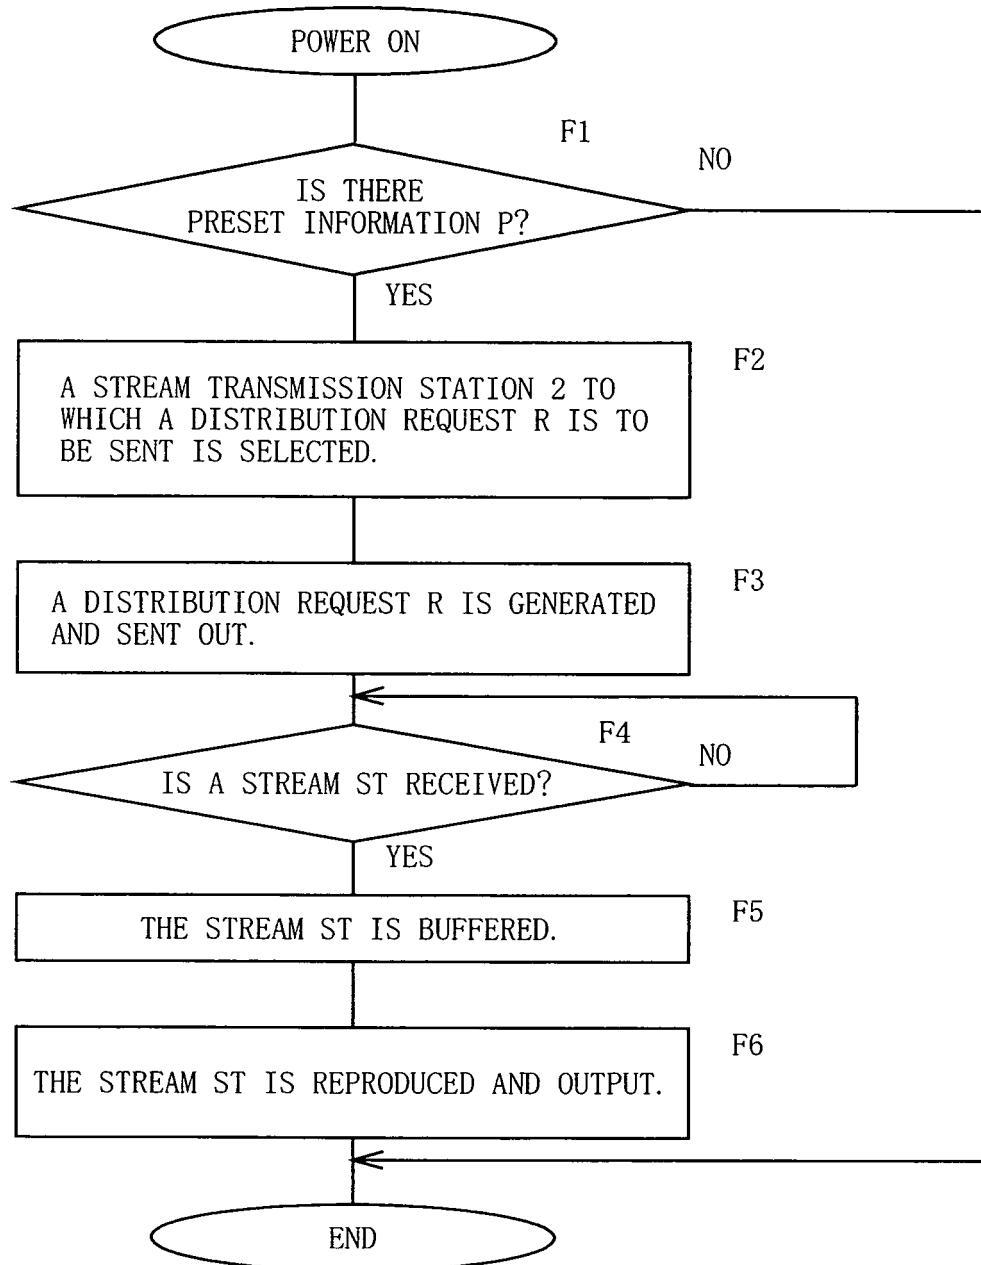 POWER ON
F1
NO
IS THERE
PRESET INFORMATION P?
YES
F2
A STREAM TRANSMISSION STATION 2 TO
WHICH A DISTRIBUTION REQUEST R IS TO
BE SENT IS SELECTED.
F3
A DISTRIBUTION REQUEST R IS GENERATED
AND SENT OUT.
F4
NO
IS A STREAM ST RECEIVED?
YES
F5
THE STREAM ST IS BUFFERED.
F6
THE STREAM ST IS REPRODUCED AND OUTPUT.
END